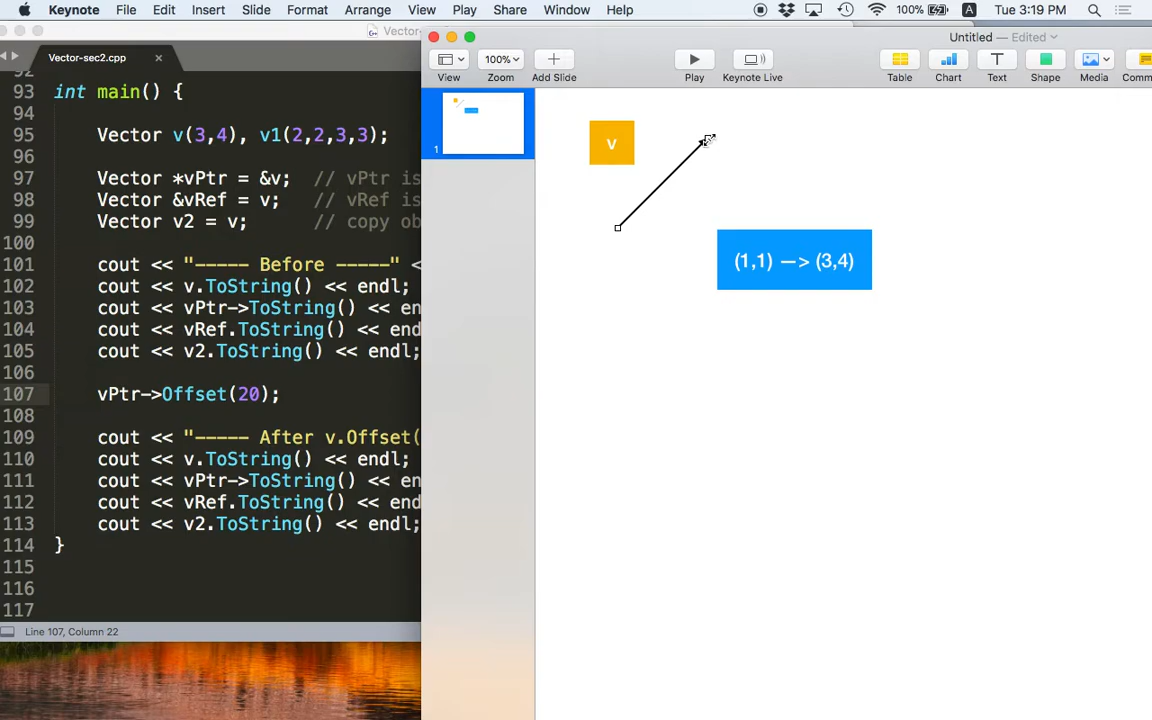 Keynote File Edit Insert Slide Format Arrange View Play Share Window Help 100% A Tue 3:19 PM
Vector-
Untitled — Edited
Vector-sec2.cpp
100%
View Zoom Add Slide Play Keynote Live Table Chart Text Shape Media Comm
92
93 int main() {
94
95 Vector v(3,4), v1(2,2,3,3);
96
97 Vector *vPtr = &v; // vPtr is
98 Vector &vRef = v; // vRef is
99 Vector v2 = v; // copy ob
100
101 cout << "----- Before -----" <
102 cout << v.ToString() << endl;
103 cout << vPtr->ToString() << en
104 cout << vRef.ToString() << end
105 cout << v2.ToString() << endl;
106
107 vPtr->Offset(20);
108
109 cout << "----- After v.Offset(
110 cout << v.ToString() << endl;
111 cout << vPtr->ToString() << en
112 cout << vRef.ToString() << end
113 cout << v2.ToString() << endl;
114 }
115
116
117
Line 107, Column 22
1
v
(1,1) —> (3,4)